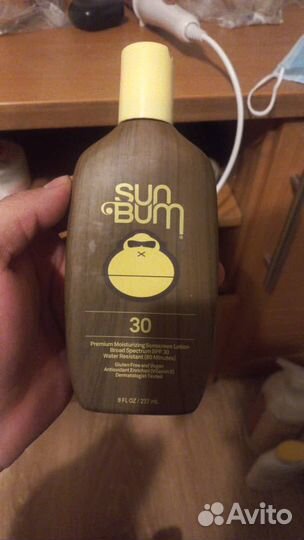 SUN
BUM
30
Premium Moisturizing Sunscreen Lotion
Broad Spectrum SPF 30
Water Resistant (80 Minutes)
Gluten Free and Vegan
Antioxidant Enriched (Vitamin E)
Dermatologist Tested
8 FL OZ / 237 mL
Avito